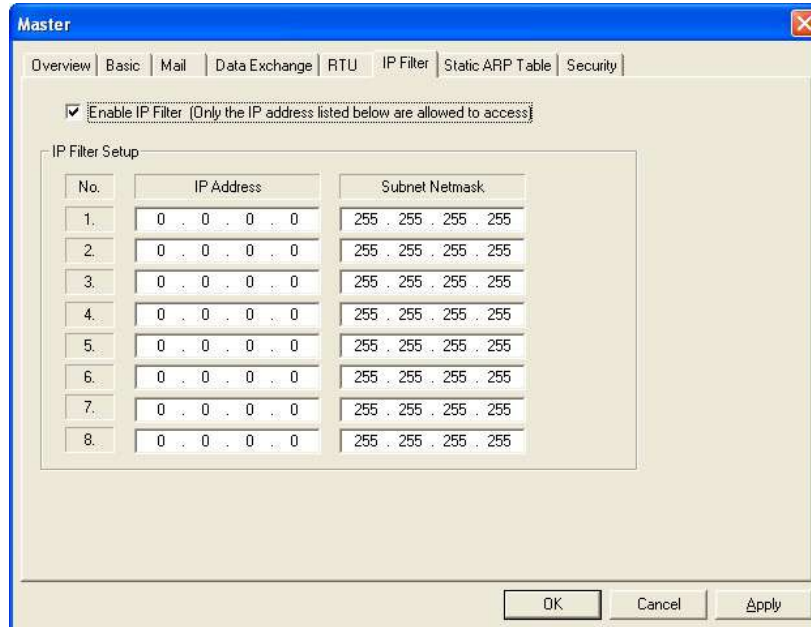 Master
Overview Basic Mail Data Exchange RTU IP Filter Static ARP Table Security
Enable IP Filter (Only the IP address listed below are allowed to access)
IP Filter Setup
No. IP Address Subnet Netmask
1. 0 . 0 . 0 . 0 255 . 255 . 255 . 255
2. 0 . 0 . 0 . 0 255 . 255 . 255 . 255
3. 0 . 0 . 0 . 0 255 . 255 . 255 . 255
4. 0 . 0 . 0 . 0 255 . 255 . 255 . 255
5. 0 . 0 . 0 . 0 255 . 255 . 255 . 255
6. 0 . 0 . 0 . 0 255 . 255 . 255 . 255
7. 0 . 0 . 0 . 0 255 . 255 . 255 . 255
8. 0 . 0 . 0 . 0 255 . 255 . 255 . 255
OK Cancel Apply